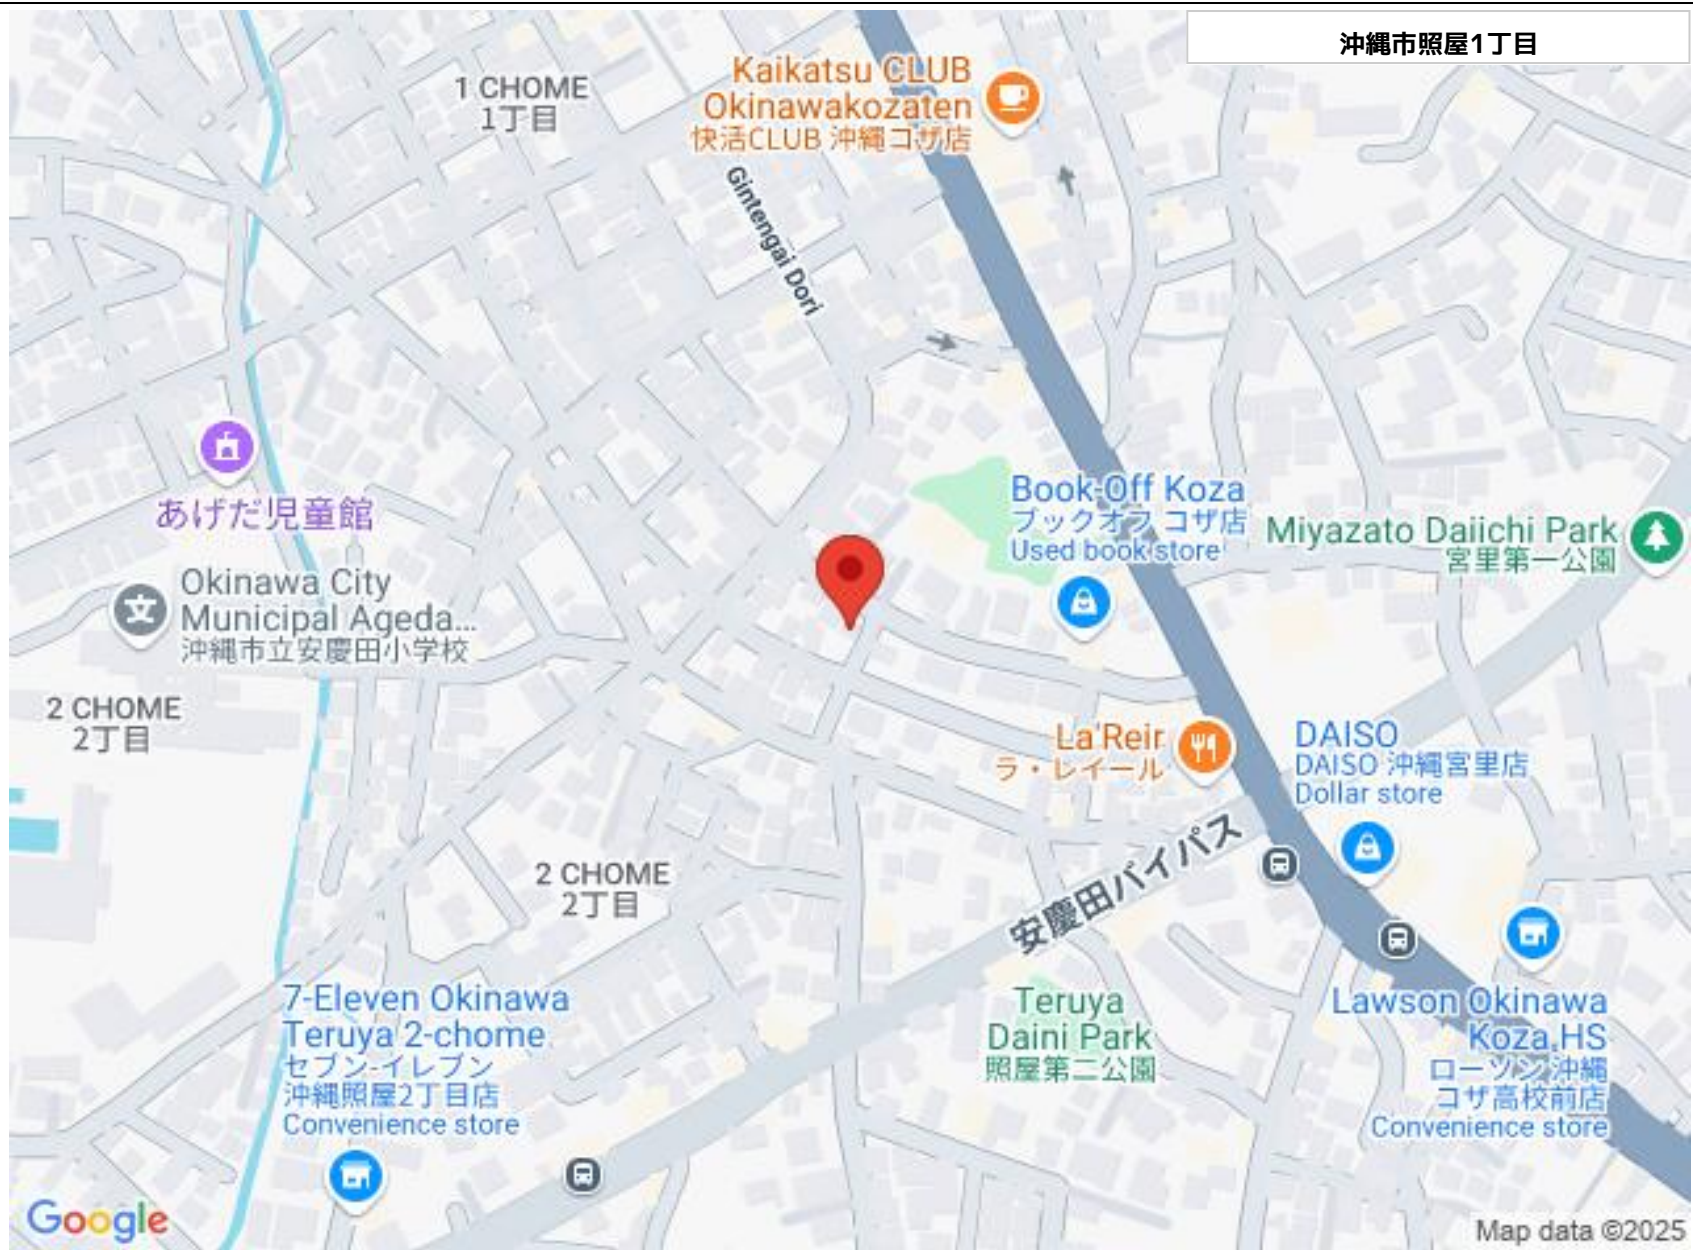 沖縄市照屋1丁目
1 CHOME
1丁目
Kaikatsu CLUB
Okinawakozaten
快活CLUB 沖縄コザ店
Gintengai Dori
あげだ児童館
Book-Off Koza
ブックオフ コザ店
Used book store
Miyazato Daiichi Park
宮里第一公園
Okinawa City
Municipal Ageda...
沖縄市立安慶田小学校
2 CHOME
2丁目
La'Reir
ラ・レイール
DAISO
DAISO 沖縄宮里店
Dollar store
安慶田バイパス
2 CHOME
2丁目
7-Eleven Okinawa
Teruya 2-chome
セブン-イレブン
沖縄照屋2丁目店
Convenience store
Teruya
Daini Park
照屋第二公園
Lawson Okinawa
Koza HS
ローソン 沖縄
コザ高校前店
Convenience store
Google
Map data ©2025